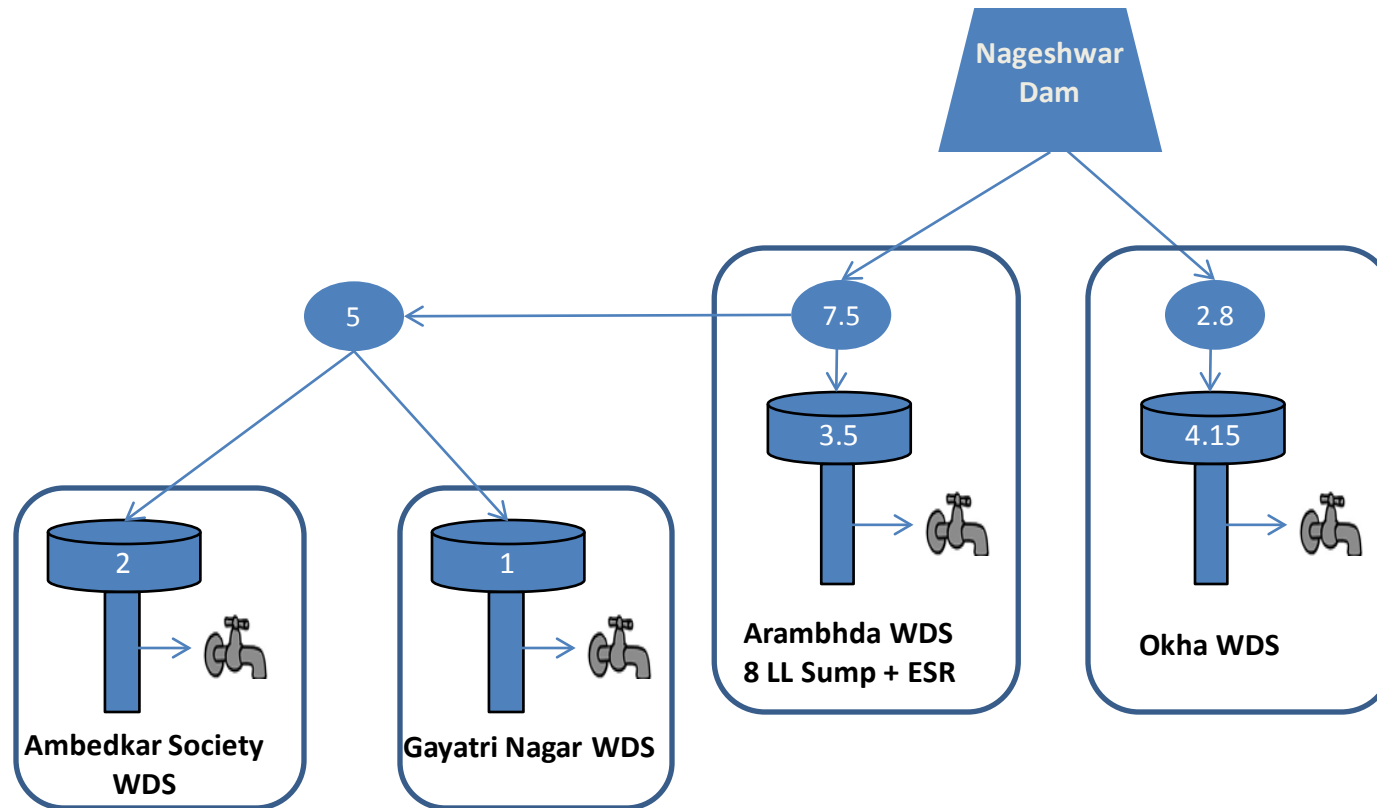 Nageshwar
Dam
5
7.5
2.8
3.5
4.15
2
1
Arambhda WDS
8 LL Sump + ESR
Okha WDS
Ambedkar Society
WDS
Gayatri Nagar WDS